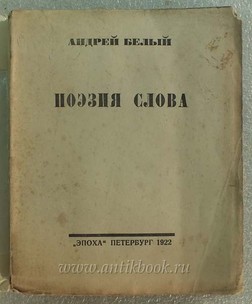 АНДРЕЙ БЕЛЫЙ
ПОЭЗИЯ СЛОВА
„ЭПОХА“ ПЕТЕРБУРГ 1922
www.antikbook.ru